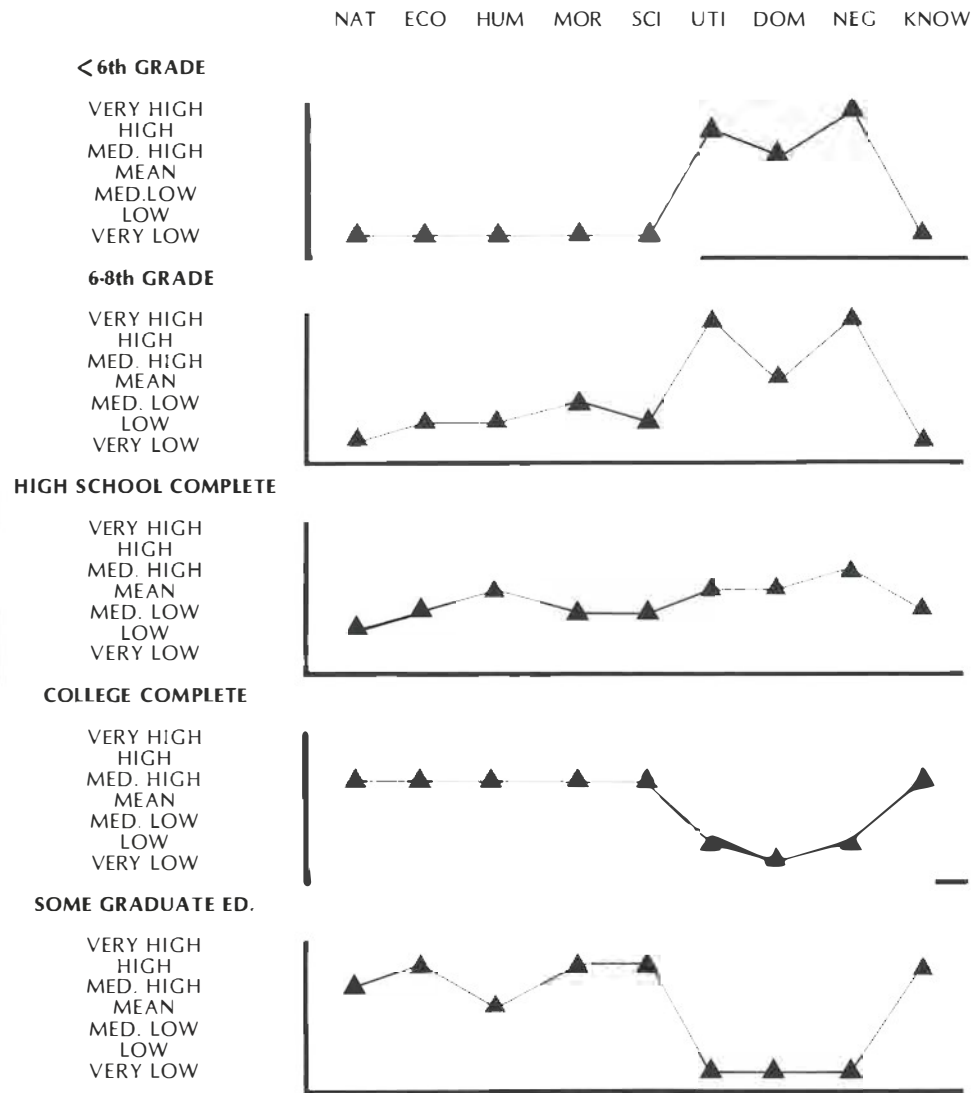 NAT ECO HUM MOR SCI UTI DOM NEG KNOW
<6th GRADE
VERY HIGH
HIGH
MED. HIGH
MEAN
MED.LOW
LOW
VERY LOW
6-8th GRADE
VERY HIGH
HIGH
MED. HIGH
MEAN
MED. LOW
LOW
VERY LOW
HIGH SCHOOL COMPLETE
VERY HIGH
HIGH
MED. HIGH
MEAN
MED. LOW
LOW
VERY LOW
COLLEGE COMPLETE
VERY HIGH
HIGH
MED. HIGH
MEAN
MED. LOW
LOW
VERY LOW
SOME GRADUATE ED.
VERY HIGH
HIGH
MED. HIGH
MEAN
MED. LOW
LOW
VERY LOW